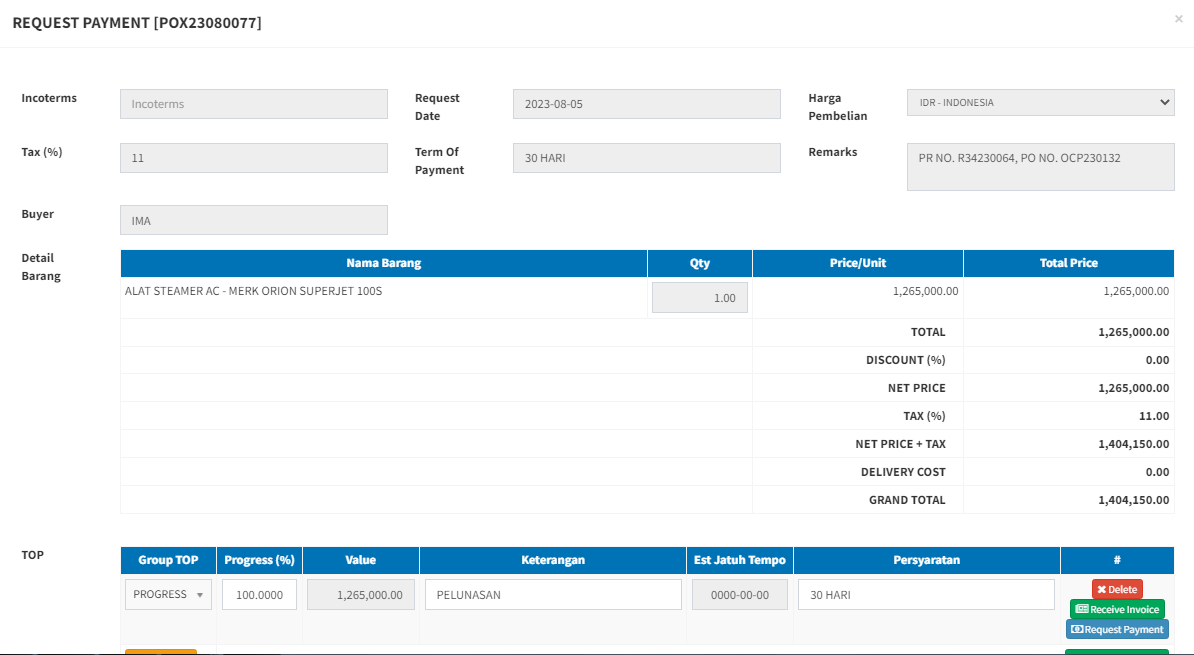 REQUEST PAYMENT [POX23080077]
×
Incoterms
Incoterms
Request Date
2023-08-05
Harga Pembelian
IDR - INDONESIA
Tax (%)
11
Term Of Payment
30 HARI
Remarks
PR NO. R34230064, PO NO. OCP230132
Buyer
IMA
Detail Barang
Nama Barang Qty Price/Unit Total Price
ALAT STEAMER AC - MERK ORION SUPERJET 100S 1.00 1,265,000.00 1,265,000.00
TOTAL 1,265,000.00
DISCOUNT (%) 0.00
NET PRICE 1,265,000.00
TAX (%) 11.00
NET PRICE + TAX 1,404,150.00
DELIVERY COST 0.00
GRAND TOTAL 1,404,150.00
TOP
Group TOP Progress (%) Value Keterangan Est Jatuh Tempo Persyaratan #
PROGRESS 100.0000 1,265,000.00 PELUNASAN 0000-00-00 30 HARI
Delete
Receive Invoice
Request Payment